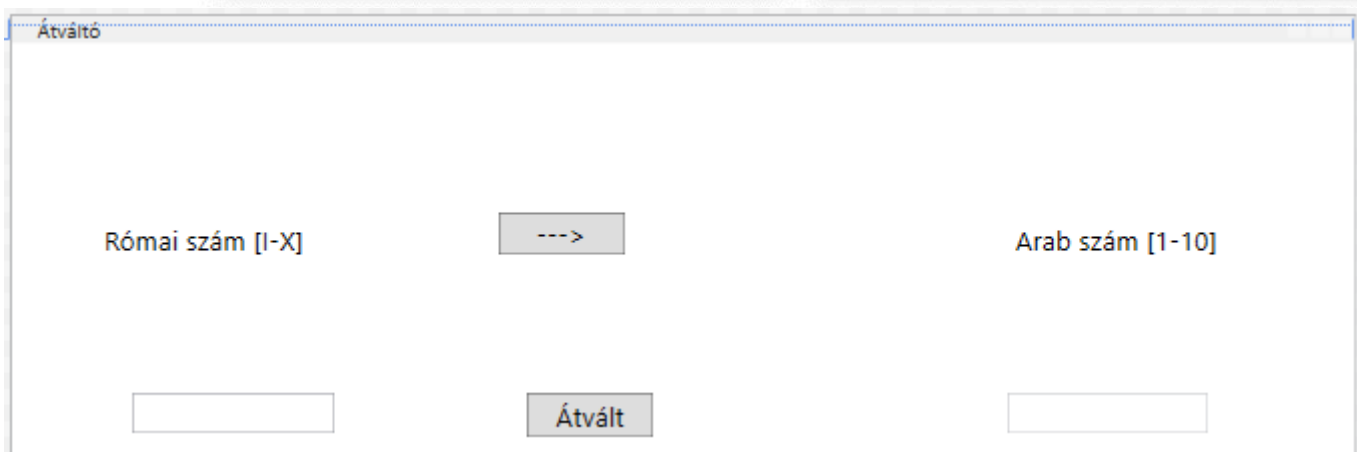 Átváltó
Római szám [I-X]
--->
Arab szám [1-10]
Átvált